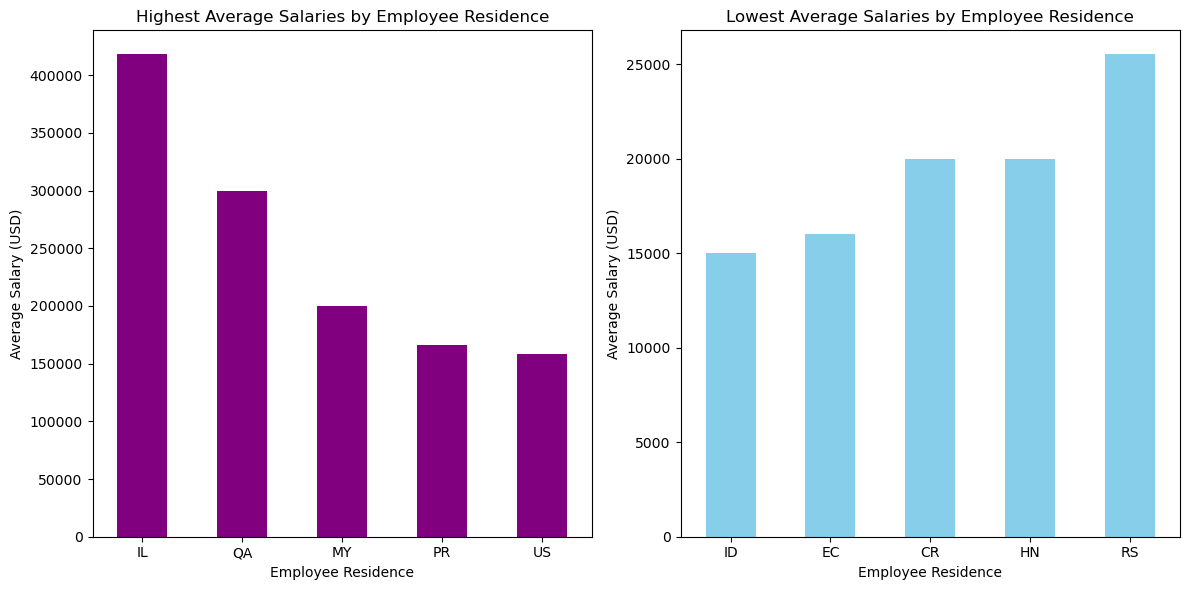 Highest Average Salaries by Employee Residence
Average Salary (USD)
400000
350000
300000
250000
200000
150000
100000
50000
0
IL QA MY PR US
Employee Residence
Lowest Average Salaries by Employee Residence
Average Salary (USD)
25000
20000
15000
10000
5000
0
ID EC CR HN RS
Employee Residence